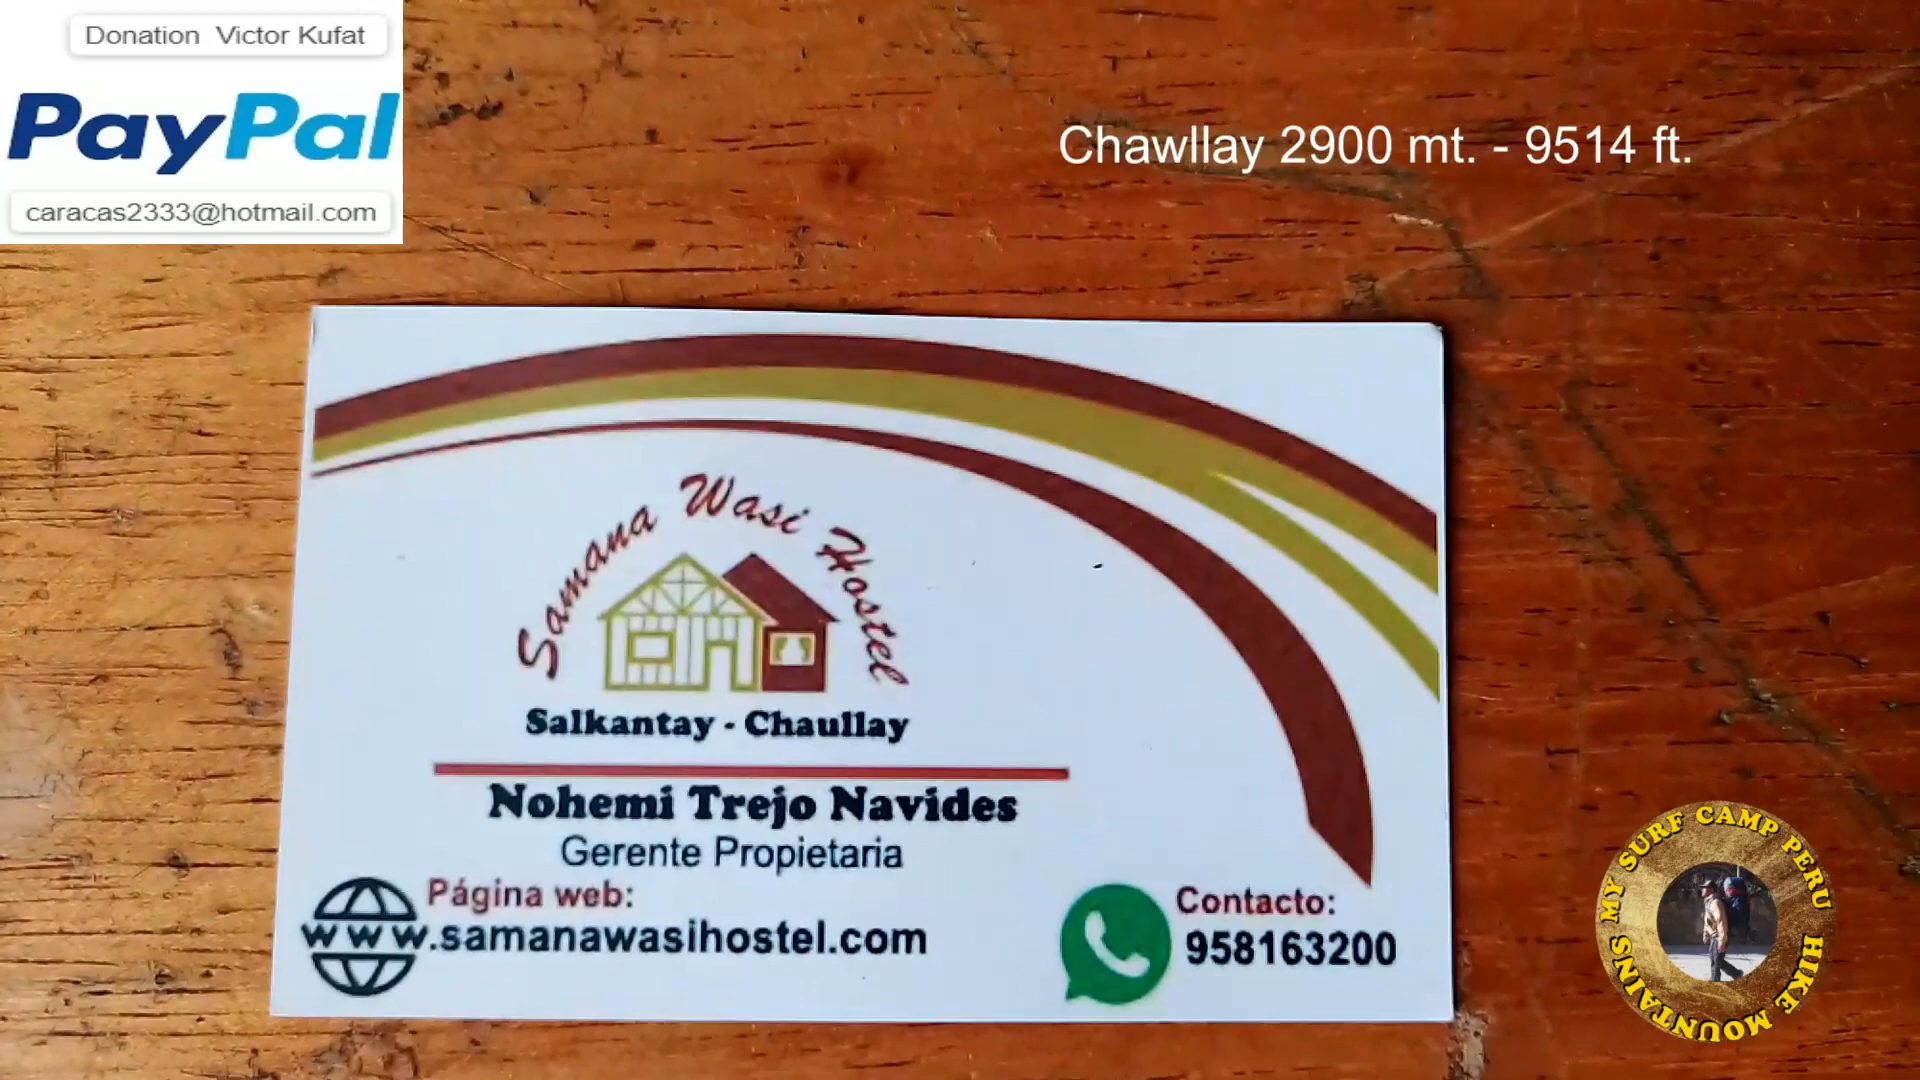 Donation Victor Kufat
PayPal
caracas2333@hotmail.com
Chawllay 2900 mt. - 9514 ft.
Samana Wasi Hostel
Salkantay - Chaullay
Nohemi Trejo Navides
Gerente Propietaria
Página web:
www.samanawasihostel.com
Contacto:
958163200
MY SURF CAMP PERU HIKE MOUNTAINS